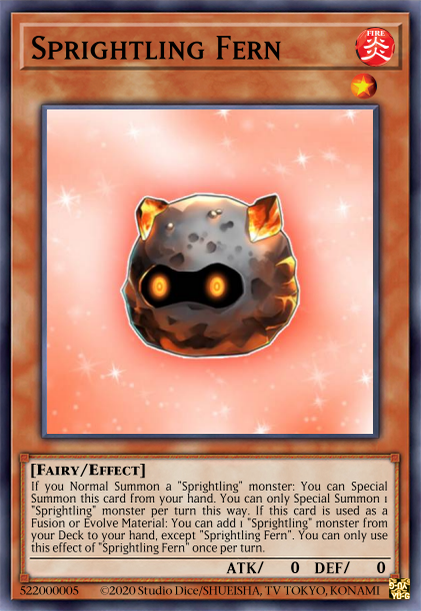 Sprightling Fern
FIRE
炎
[Fairy/Effect]
If you Normal Summon a "Sprightling" monster: You can Special
Summon this card from your hand. You can only Special Summon 1
"Sprightling" monster per turn this way. If this card is used as a
Fusion or Evolve Material: You can add 1 "Sprightling" monster from
your Deck to your hand, except "Sprightling Fern". You can only use
this effect of "Sprightling Fern" once per turn.
ATK/ 0 DEF/ 0
522000005 ©2020 Studio Dice/SHUEISHA, TV TOKYO, KONAMI